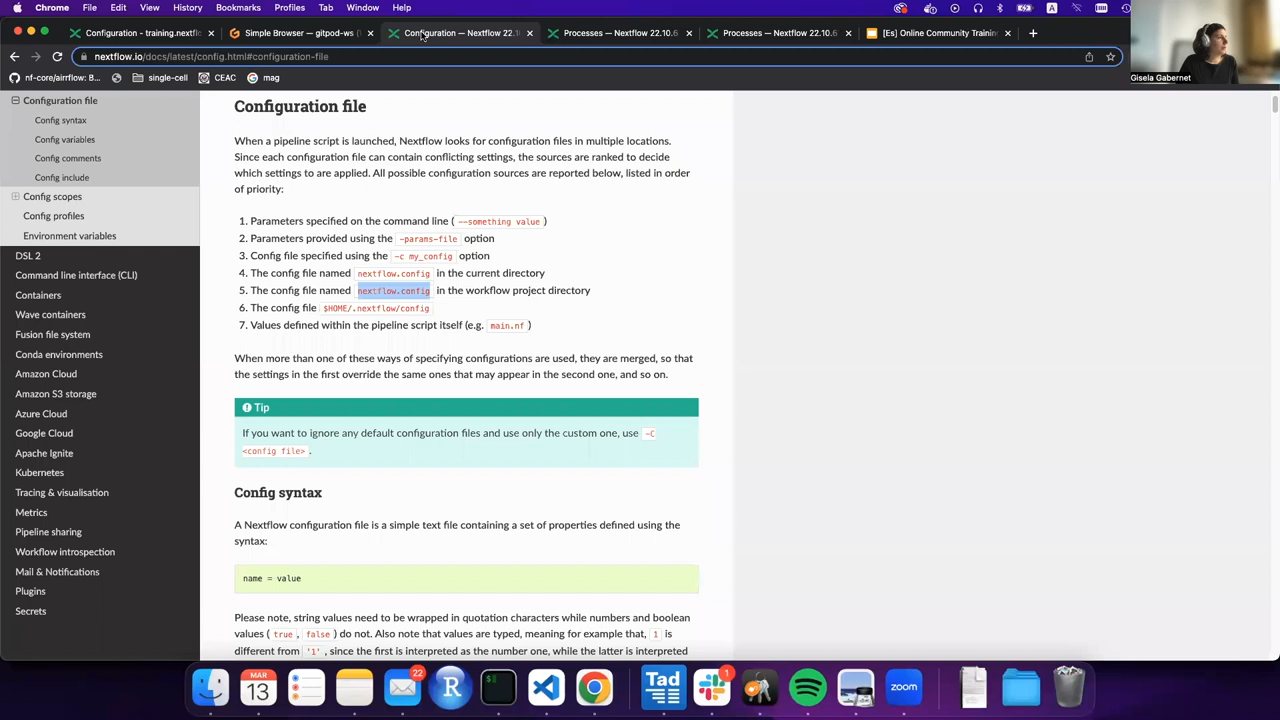 Chrome File Edit View History Bookmarks Profiles Tab Window Help
Mon 13. Mar
Configuration - training.nextfl
Simple Browser — gitpod-ws (
Configuration — Nextflow 22.1
Processes — Nextflow 22.10.6
Processes — Nextflow 22.10.6
[Es] Online Community Trainin
nextflow.io/docs/latest/config.html#configuration-file
nf-core/airrflow: B...
single-cell
CEAC
mag
Gisela Gabernet
Configuration file
Config syntax
Config variables
Config comments
Config include
Config scopes
Config profiles
Environment variables
DSL 2
Command line interface (CLI)
Containers
Wave containers
Fusion file system
Conda environments
Amazon Cloud
Amazon S3 storage
Azure Cloud
Google Cloud
Apache Ignite
Kubernetes
Tracing & visualisation
Metrics
Pipeline sharing
Workflow introspection
Mail & Notifications
Plugins
Secrets
Configuration file
When a pipeline script is launched, Nextflow looks for configuration files in multiple locations.
Since each configuration file can contain conflicting settings, the sources are ranked to decide
which settings to are applied. All possible configuration sources are reported below, listed in order
of priority:
1. Parameters specified on the command line ( --something value )
2. Parameters provided using the -params-file option
3. Config file specified using the -c my_config option
4. The config file named nextflow.config in the current directory
5. The config file named nextflow.config in the workflow project directory
6. The config file $HOME/.nextflow/config
7. Values defined within the pipeline script itself (e.g. main.nf )
When more than one of these ways of specifying configurations are used, they are merged, so that
the settings in the first override the same ones that may appear in the second one, and so on.
Tip
If you want to ignore any default configuration files and use only the custom one, use -C
<config file> .
Config syntax
A Nextflow configuration file is a simple text file containing a set of properties defined using the
syntax:
name = value
Please note, string values need to be wrapped in quotation characters while numbers and boolean
values ( true , false ) do not. Also note that values are typed, meaning for example that, 1 is
different from '1' , since the first is interpreted as the number one, while the latter is interpreted
MAR
13
22
R
Tad
LABS
1
zoom